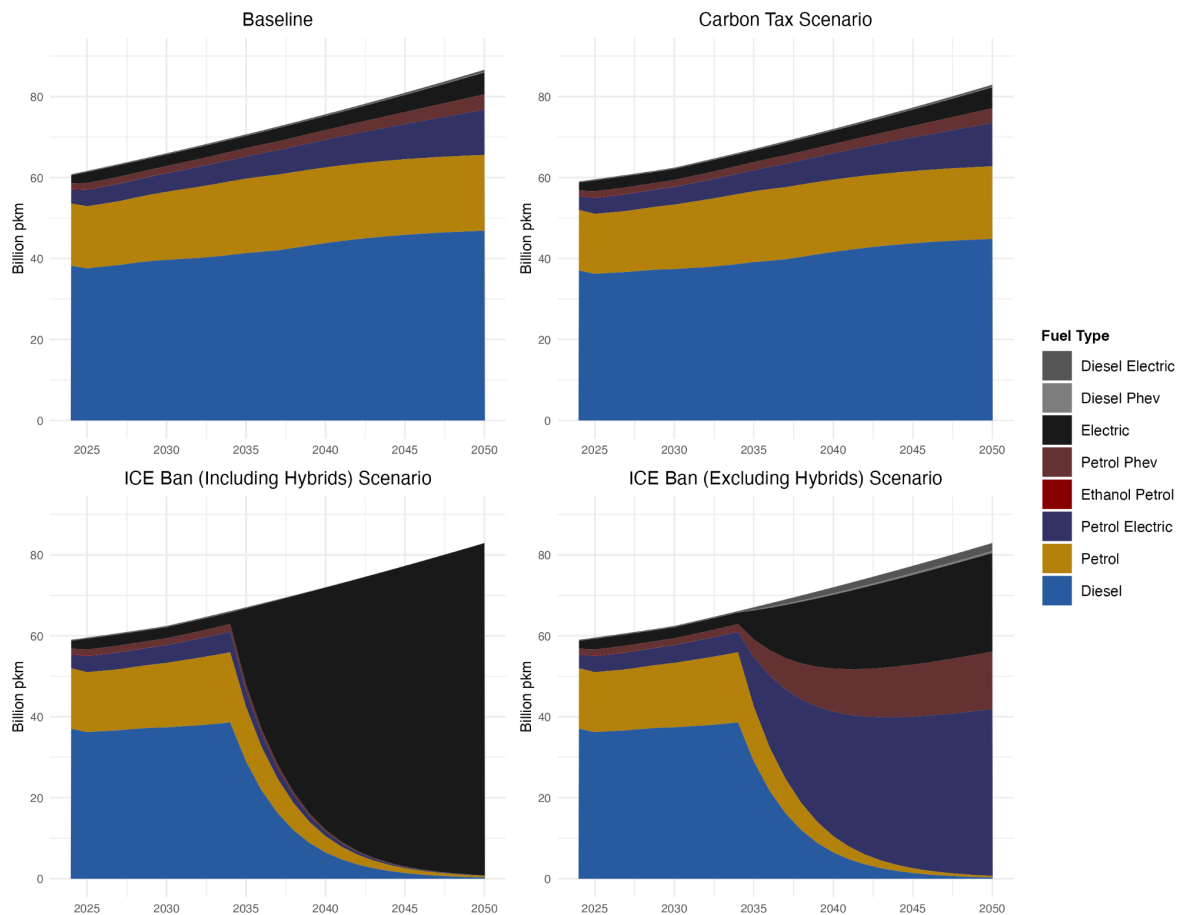 Baseline
Carbon Tax Scenario
Billion pkm
80
60
40
20
0
2025 2030 2035 2040 2045 2050
Billion pkm
80
60
40
20
0
2025 2030 2035 2040 2045 2050
ICE Ban (Including Hybrids) Scenario
ICE Ban (Excluding Hybrids) Scenario
Billion pkm
80
60
40
20
0
2025 2030 2035 2040 2045 2050
Billion pkm
80
60
40
20
0
2025 2030 2035 2040 2045 2050
Fuel Type
Diesel Electric
Diesel Phev
Electric
Petrol Phev
Ethanol Petrol
Petrol Electric
Petrol
Diesel